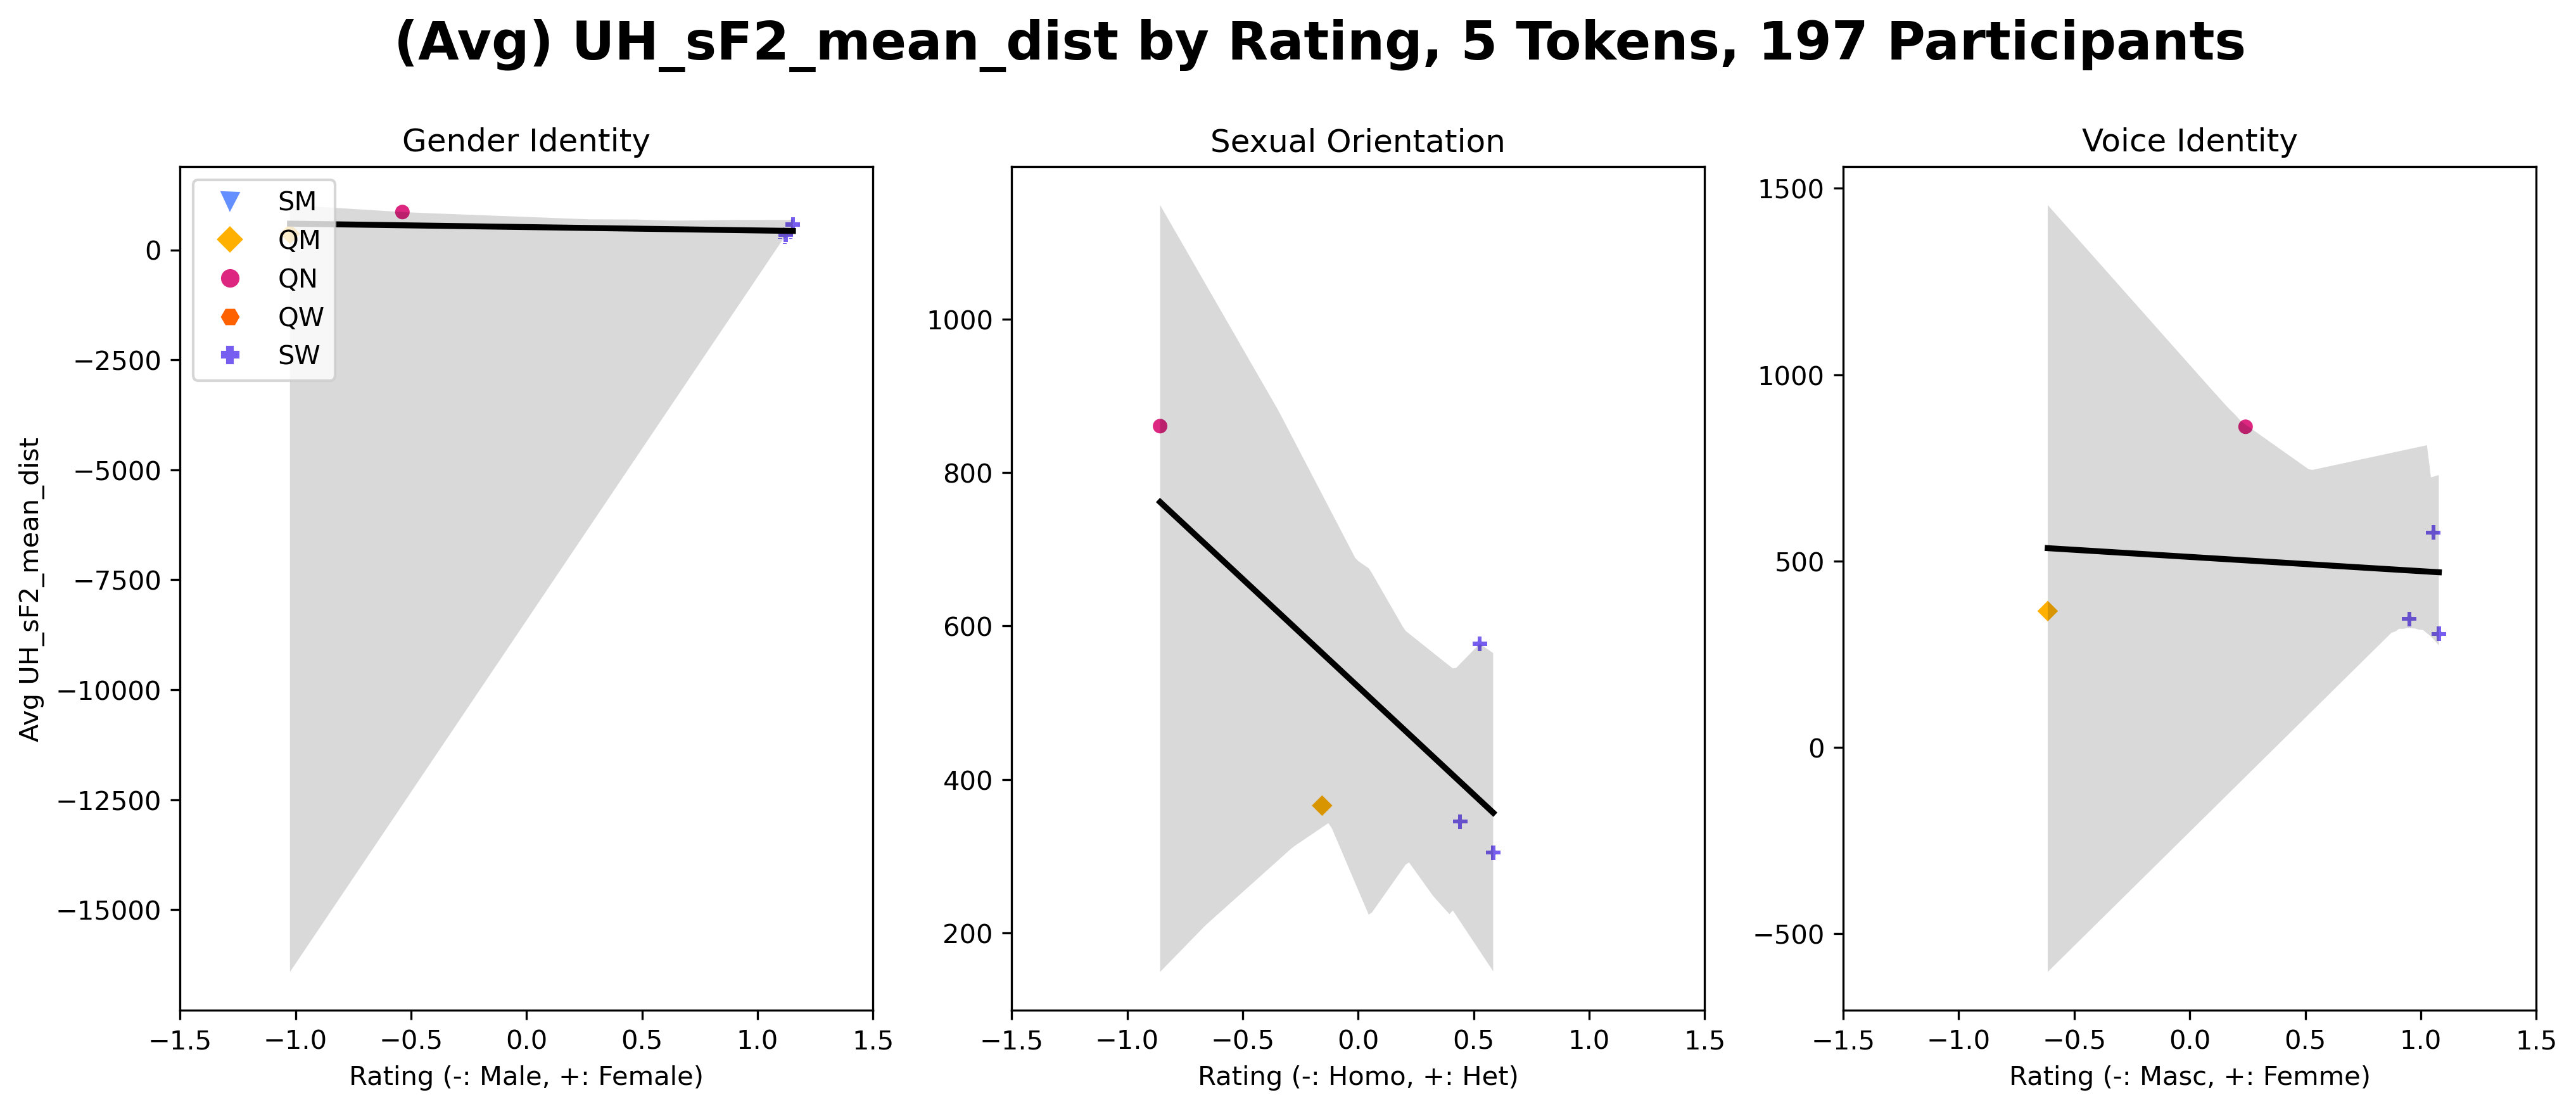 (Avg) UH_sF2_mean_dist by Rating, 5 Tokens, 197 Participants
Gender Identity
Sexual Orientation
Voice Identity
SM
QM
QN
QW
SW
Avg UH_sF2_mean_dist
0
−2500
−5000
−7500
−10000
−12500
−15000
−1.5 −1.0 −0.5 0.0 0.5 1.0 1.5
Rating (-: Male, +: Female)
1000
800
600
400
200
−1.5 −1.0 −0.5 0.0 0.5 1.0 1.5
Rating (-: Homo, +: Het)
1500
1000
500
0
−500
−1.5 −1.0 −0.5 0.0 0.5 1.0 1.5
Rating (-: Masc, +: Femme)